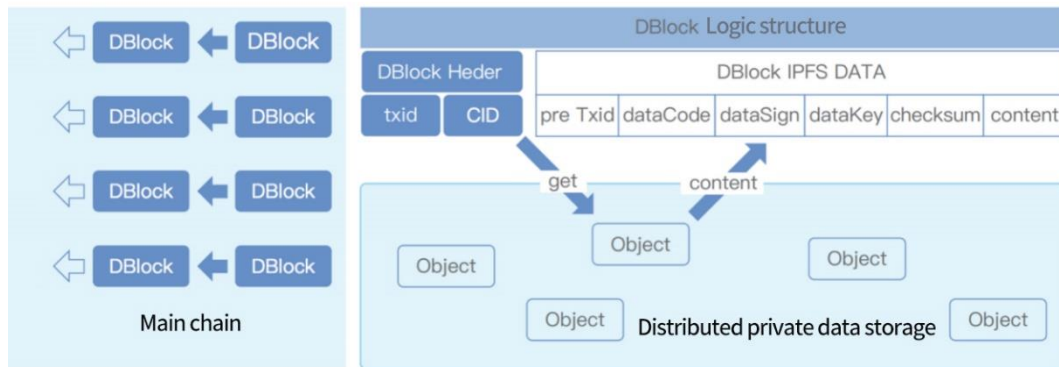 DBlock DBlock
DBlock DBlock
DBlock DBlock
DBlock DBlock
Main chain
DBlock Logic structure
DBlock Heder DBlock IPFS DATA
txid CID pre Txid dataCode dataSign dataKey checksum content
get content
Object
Object Object
Object Distributed private data storage Object